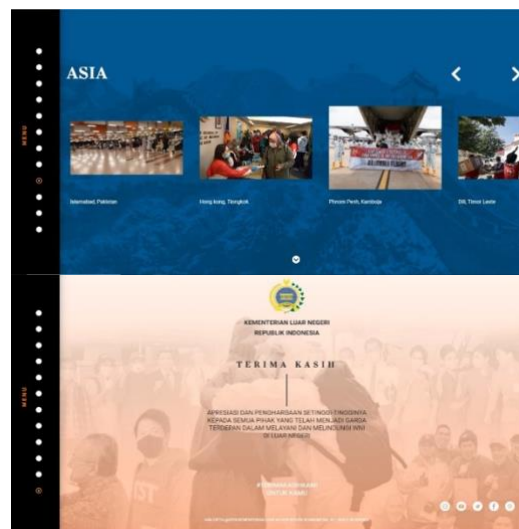 MENU
ASIA
Islamabad, Pakistan
Hong kong, Tiongkok
Phnom Penh, Kamboja
Dili, Timor Leste
MENU
KEMENTERIAN LUAR NEGERI
REPUBLIK INDONESIA
TERIMA KASIH
APRESIASI DAN PENGHARGAAN SETINGGI-TINGGINYA
KEPADA SEMUA PIHAK YANG TELAH MENJADI GARDA
TERDEPAN DALAM MELAYANI DAN MELINDUNGI WNI
DI LUAR NEGERI
UNTUK KAMU